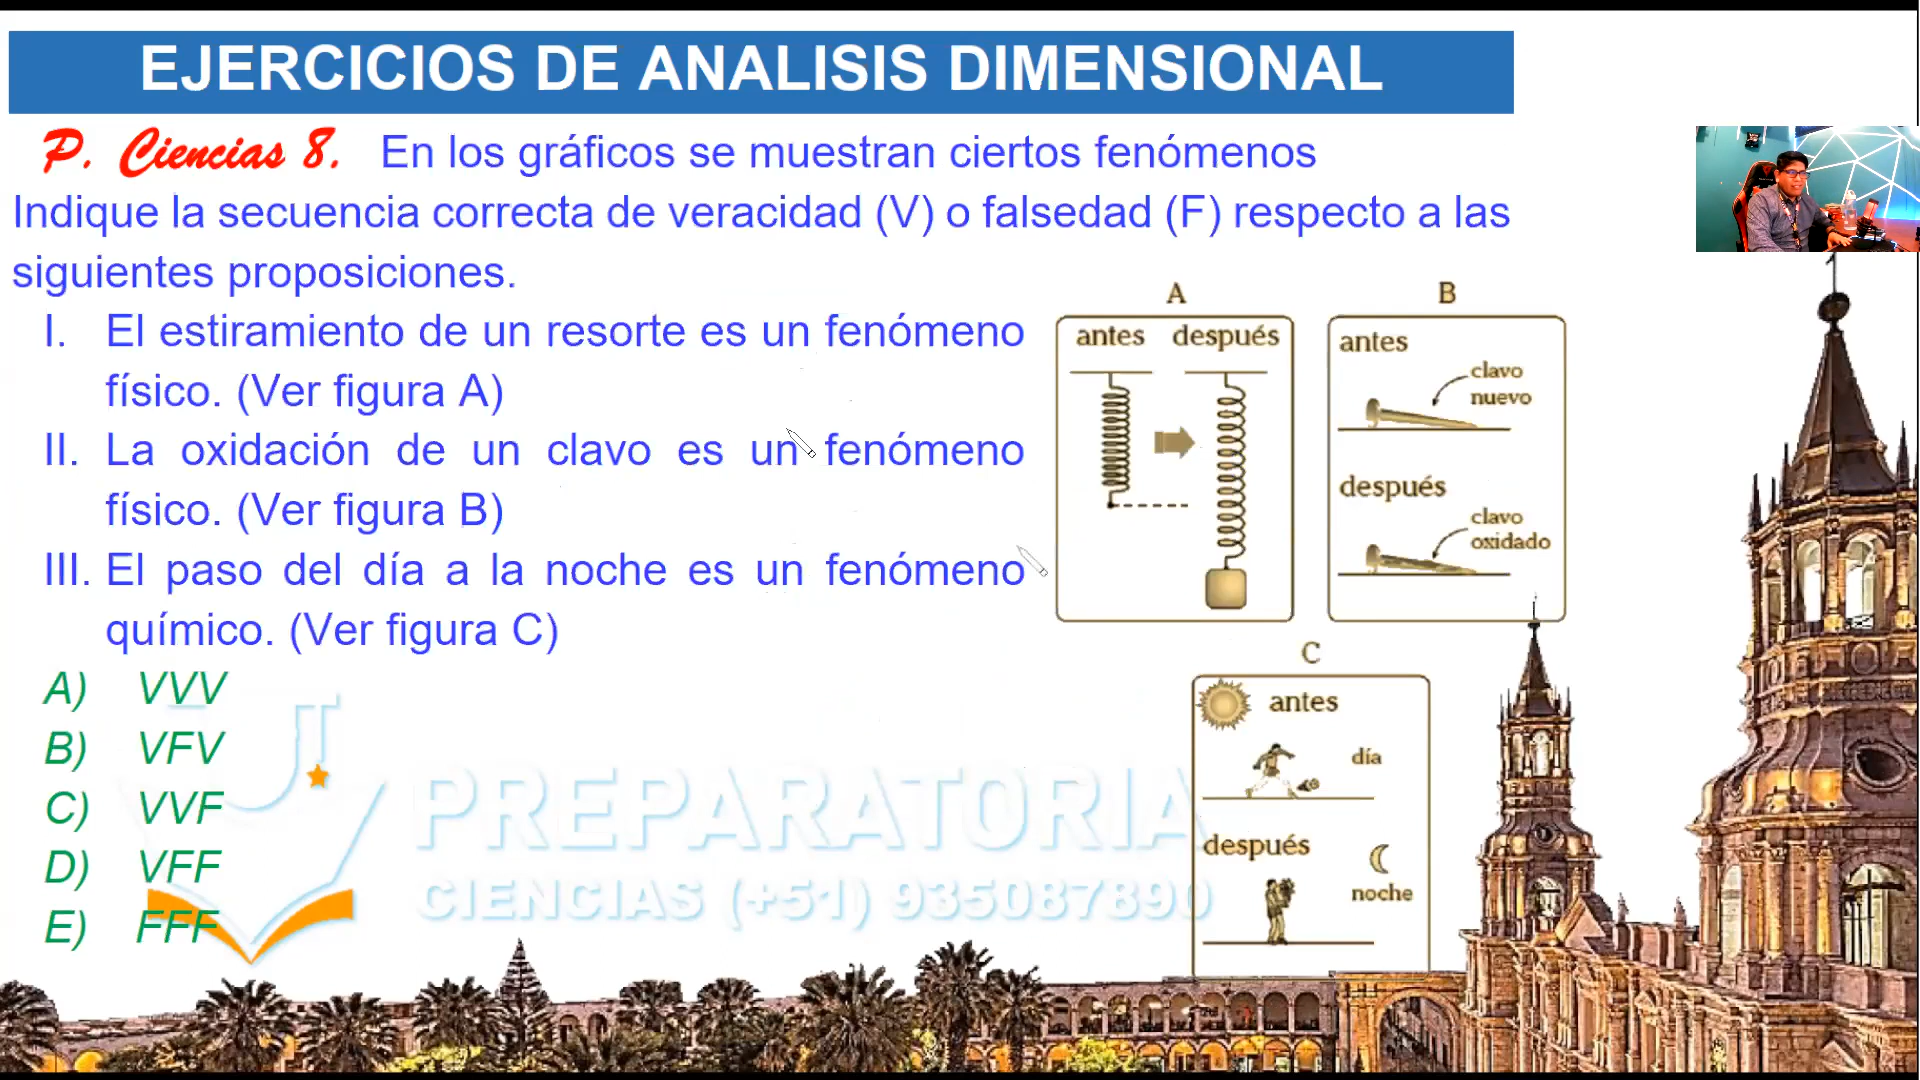 EJERCICIOS DE ANALISIS DIMENSIONAL
P. Ciencias 8. En los gráficos se muestran ciertos fenómenos
Indique la secuencia correcta de veracidad (V) o falsedad (F) respecto a las
siguientes proposiciones.
I. El estiramiento de un resorte es un fenómeno
físico. (Ver figura A)
II. La oxidación de un clavo es un fenómeno
físico. (Ver figura B)
III. El paso del día a la noche es un fenómeno
químico. (Ver figura C)
A) VVV
B) VFV
C) VVF
D) VFF
E) FFF
A
antes después
B
antes
clavo
nuevo
después
clavo
oxidado
C
antes
día
después
noche
PREPARATORIA
CIENCIAS (+51) 935087890